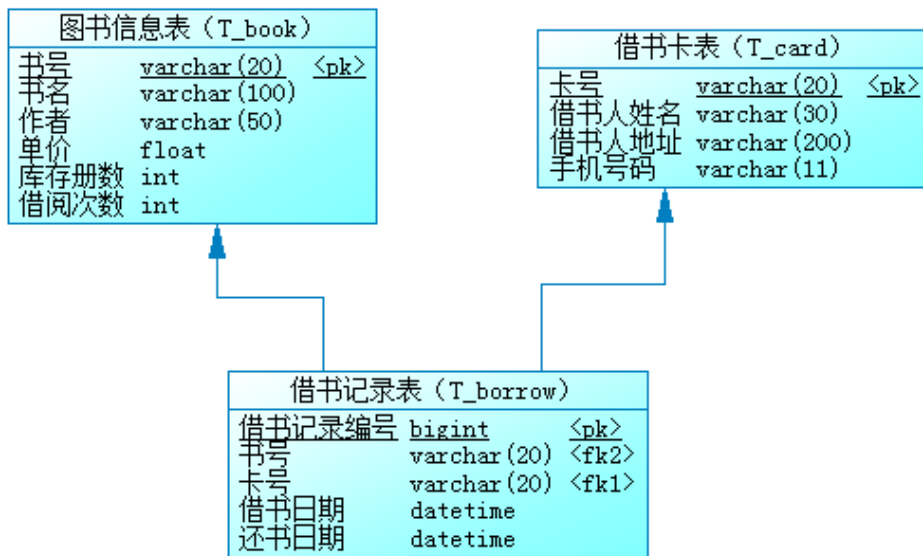 图书信息表（T_book）
书号 varchar(20) <pk>
书名 varchar(100)
作者 varchar(50)
单价 float
库存册数 int
借阅次数 int
借书卡表（T_card）
卡号 varchar(20) <pk>
借书人姓名 varchar(30)
借书人地址 varchar(200)
手机号码 varchar(11)
借书记录表（T_borrow）
借书记录编号 bigint <pk>
书号 varchar(20) <fk2>
卡号 varchar(20) <fk1>
借书日期 datetime
还书日期 datetime